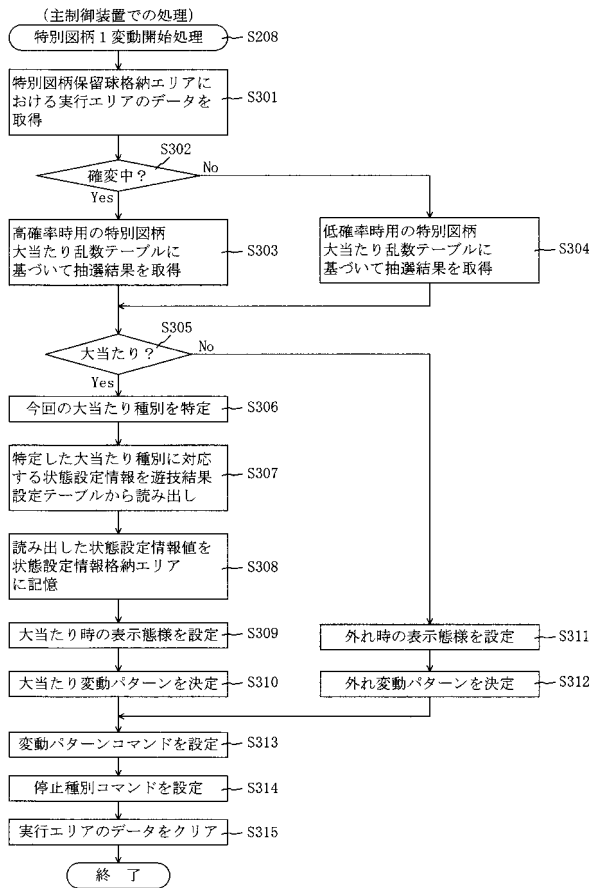 (主制御装置での処理)
特別図柄1変動開始処理
S208
特別図柄保留球格納エリアに
おける実行エリアのデータを
取得
S301
S302
確変中?
No
Yes
高確率時用の特別図柄
大当たり乱数テーブルに
基づいて抽選結果を取得
S303
低確率時用の特別図柄
大当たり乱数テーブルに
基づいて抽選結果を取得
S304
S305
大当たり?
No
Yes
今回の大当たり種別を特定
S306
特定した大当たり種別に対応
する状態設定情報を遊技結果
設定テーブルから読み出し
S307
読み出した状態設定情報値を
状態設定情報格納エリア
に記憶
S308
大当たり時の表示態様を設定
S309
外れ時の表示態様を設定
S311
大当たり変動パターンを決定
S310
外れ変動パターンを決定
S312
変動パターンコマンドを設定
S313
停止種別コマンドを設定
S314
実行エリアのデータをクリア
S315
終 了